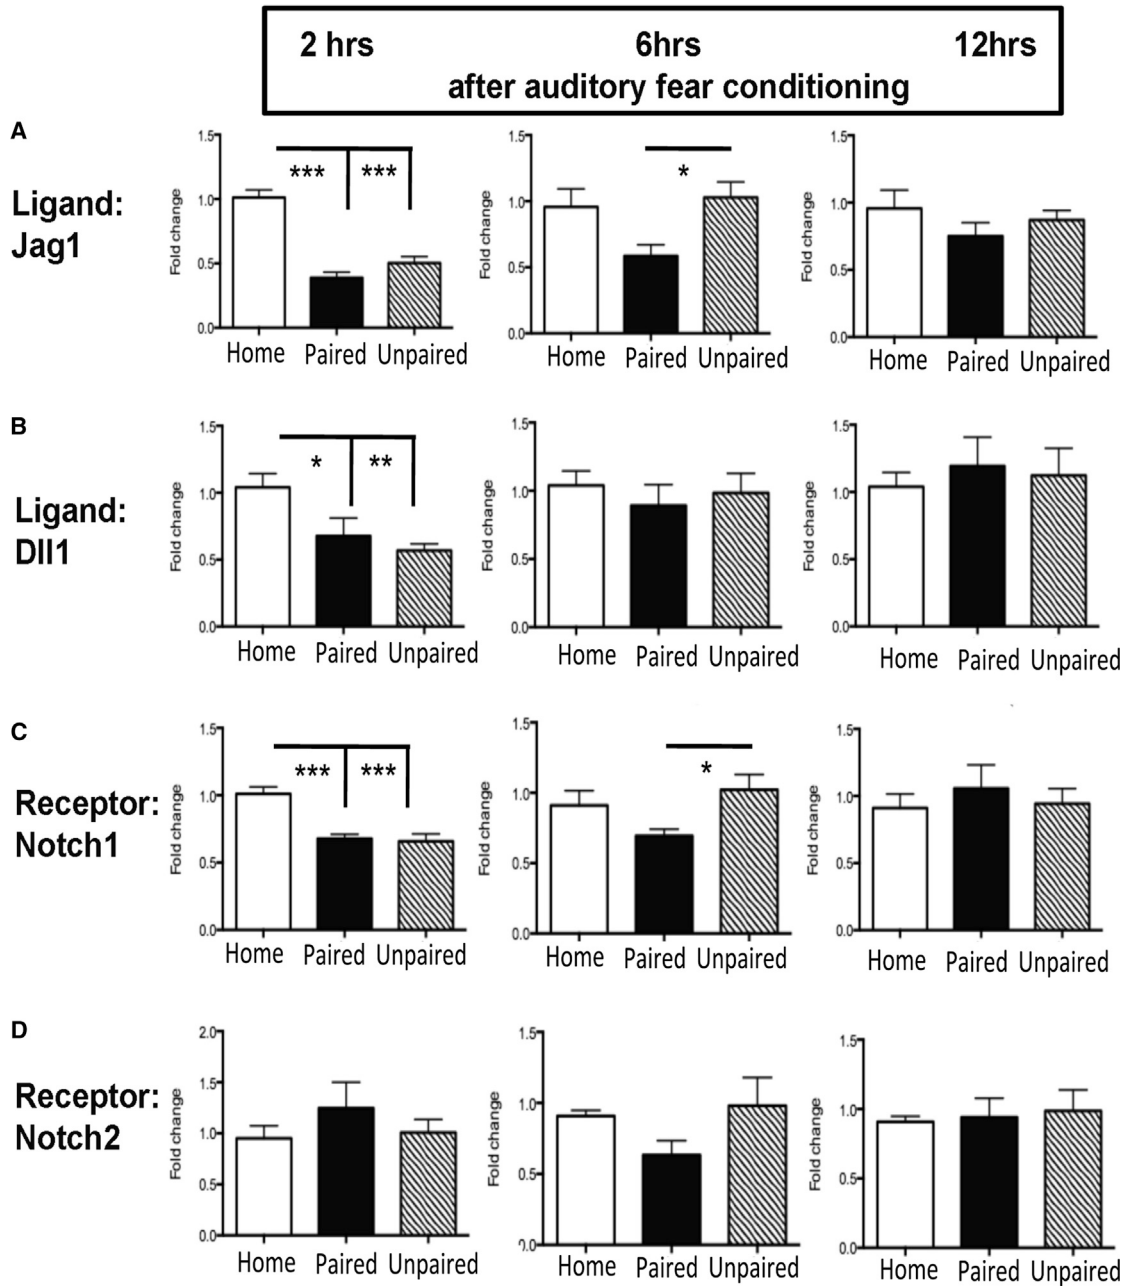 2 hrs 6hrs 12hrs
after auditory fear conditioning
A
Ligand:
Jag1
Fold change
1.5
1.0
0.5
0.0
*** ***
Home Paired Unpaired
Fold change
1.5
1.0
0.5
0.0
*
Home Paired Unpaired
Fold change
1.5
1.0
0.5
0.0
Home Paired Unpaired
B
Ligand:
Dll1
Fold change
1.5
1.0
0.5
0.0
* **
Home Paired Unpaired
Fold change
1.5
1.0
0.5
0.0
Home Paired Unpaired
Fold change
1.5
1.0
0.5
0.0
Home Paired Unpaired
C
Receptor:
Notch1
Fold change
1.5
1.0
0.5
0.0
*** ***
Home Paired Unpaired
Fold change
1.5
1.0
0.5
0.0
*
Home Paired Unpaired
Fold change
1.5
1.0
0.5
0.0
Home Paired Unpaired
D
Receptor:
Notch2
Fold change
2.0
1.5
1.0
0.5
0.0
Home Paired Unpaired
Fold change
1.5
1.0
0.5
0.0
Home Paired Unpaired
Fold change
1.5
1.0
0.5
0.0
Home Paired Unpaired